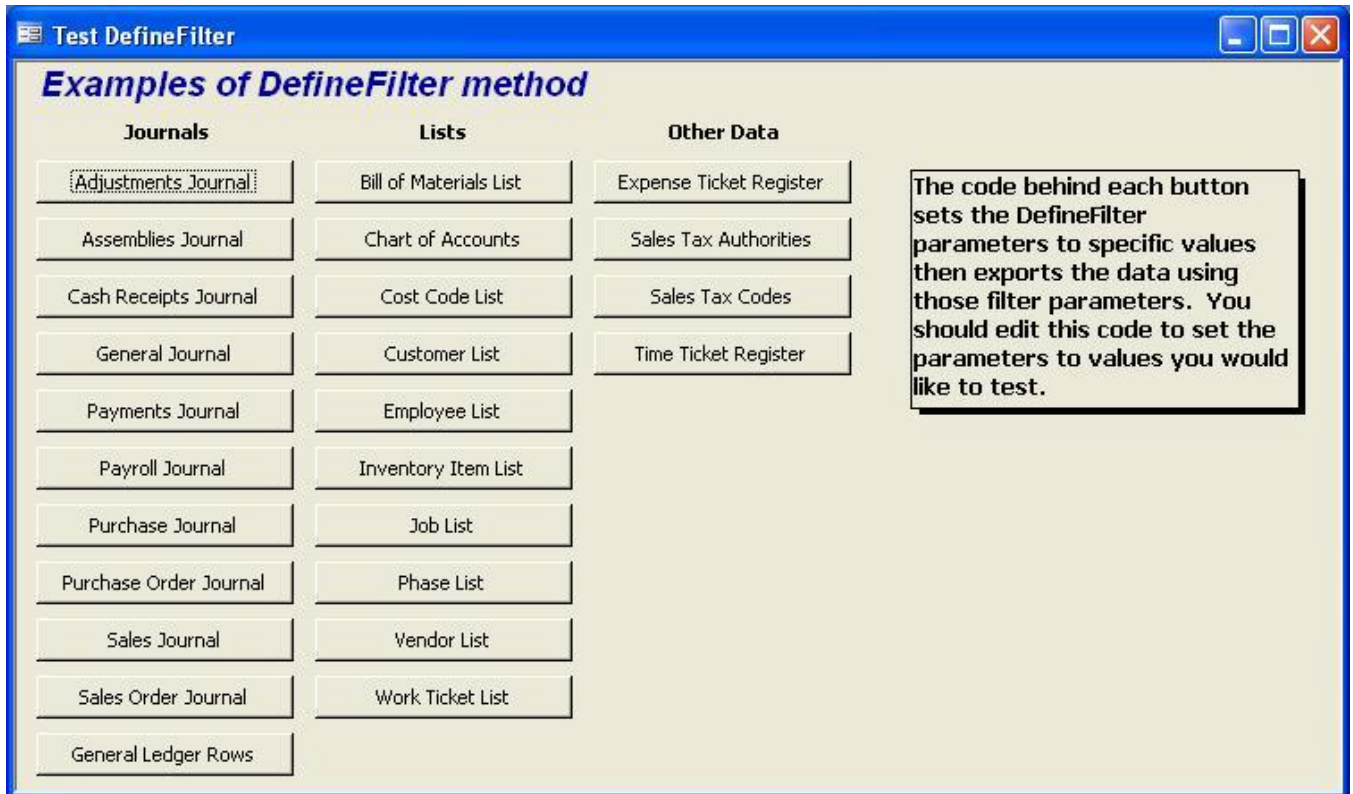 Test DefineFilter
Examples of DefineFilter method
Journals
Adjustments Journal
Assemblies Journal
Cash Receipts Journal
General Journal
Payments Journal
Payroll Journal
Purchase Journal
Purchase Order Journal
Sales Journal
Sales Order Journal
General Ledger Rows
Lists
Bill of Materials List
Chart of Accounts
Cost Code List
Customer List
Employee List
Inventory Item List
Job List
Phase List
Vendor List
Work Ticket List
Other Data
Expense Ticket Register
Sales Tax Authorities
Sales Tax Codes
Time Ticket Register
The code behind each button
sets the DefineFilter
parameters to specific values
then exports the data using
those filter parameters.  You
should edit this code to set the
parameters to values you would
like to test.